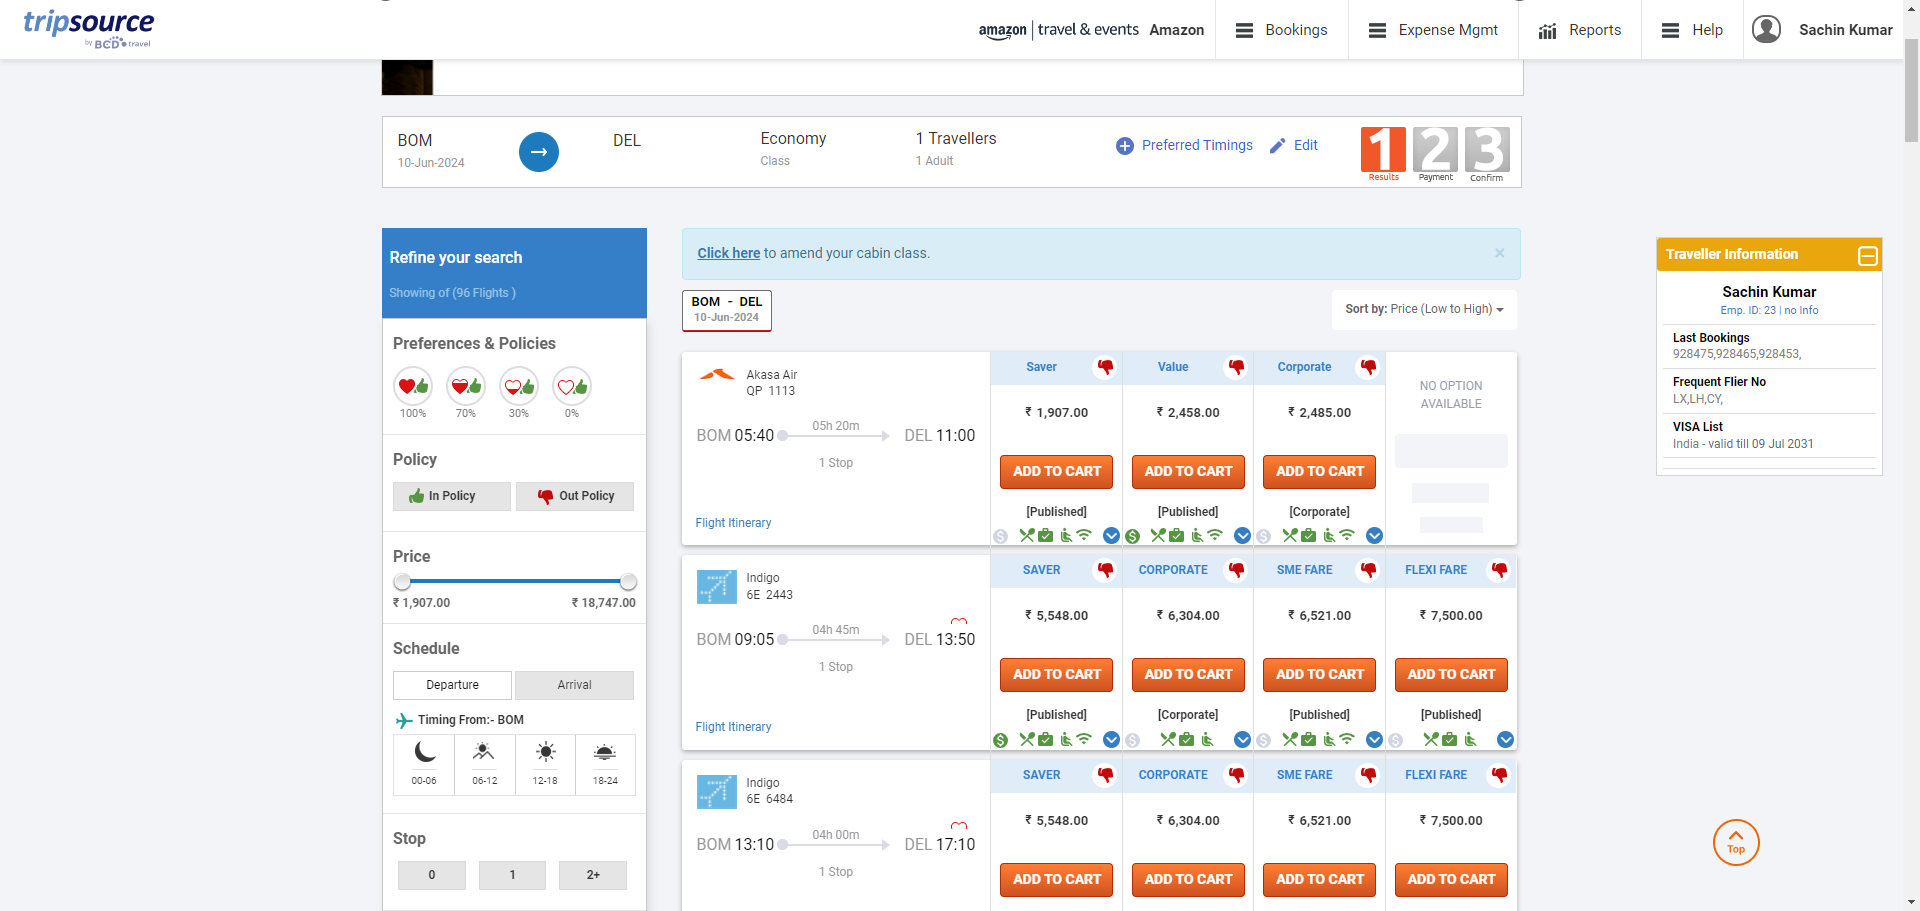 tripsource
by BCD travel
amazon | travel & events Amazon
Bookings
Expense Mgmt
Reports
Help
Sachin Kumar
BOM
10-Jun-2024
DEL
Economy
Class
1 Travellers
1 Adult
Preferred Timings
Edit
1 2 3
Results Payment Confirm
Refine your search
Showing of (96 Flights )
Preferences & Policies
100% 70% 30% 0%
Policy
In Policy Out Policy
Price
₹ 1,907.00 ₹ 18,747.00
Schedule
Departure Arrival
Timing From:- BOM
00-06 06-12 12-18 18-24
Stop
0 1 2+
Click here to amend your cabin class. ×
BOM - DEL
10-Jun-2024
Sort by: Price (Low to High)
Akasa Air
QP 1113
BOM 05:40 05h 20m DEL 11:00
1 Stop
Flight Itinerary
Saver Value Corporate
₹ 1,907.00 ₹ 2,458.00 ₹ 2,485.00
ADD TO CART ADD TO CART ADD TO CART
[Published] [Published] [Corporate]
NO OPTION
AVAILABLE
Indigo
6E 2443
BOM 09:05 04h 45m DEL 13:50
1 Stop
Flight Itinerary
SAVER CORPORATE SME FARE FLEXI FARE
₹ 5,548.00 ₹ 6,304.00 ₹ 6,521.00 ₹ 7,500.00
ADD TO CART ADD TO CART ADD TO CART ADD TO CART
[Published] [Corporate] [Published] [Published]
Indigo
6E 6484
BOM 13:10 04h 00m DEL 17:10
1 Stop
SAVER CORPORATE SME FARE FLEXI FARE
₹ 5,548.00 ₹ 6,304.00 ₹ 6,521.00 ₹ 7,500.00
ADD TO CART ADD TO CART ADD TO CART ADD TO CART
Traveller Information
Sachin Kumar
Emp. ID: 23 | no Info
Last Bookings
928475,928465,928453,
Frequent Flier No
LX,LH,CY,
VISA List
India - valid till 09 Jul 2031
Top